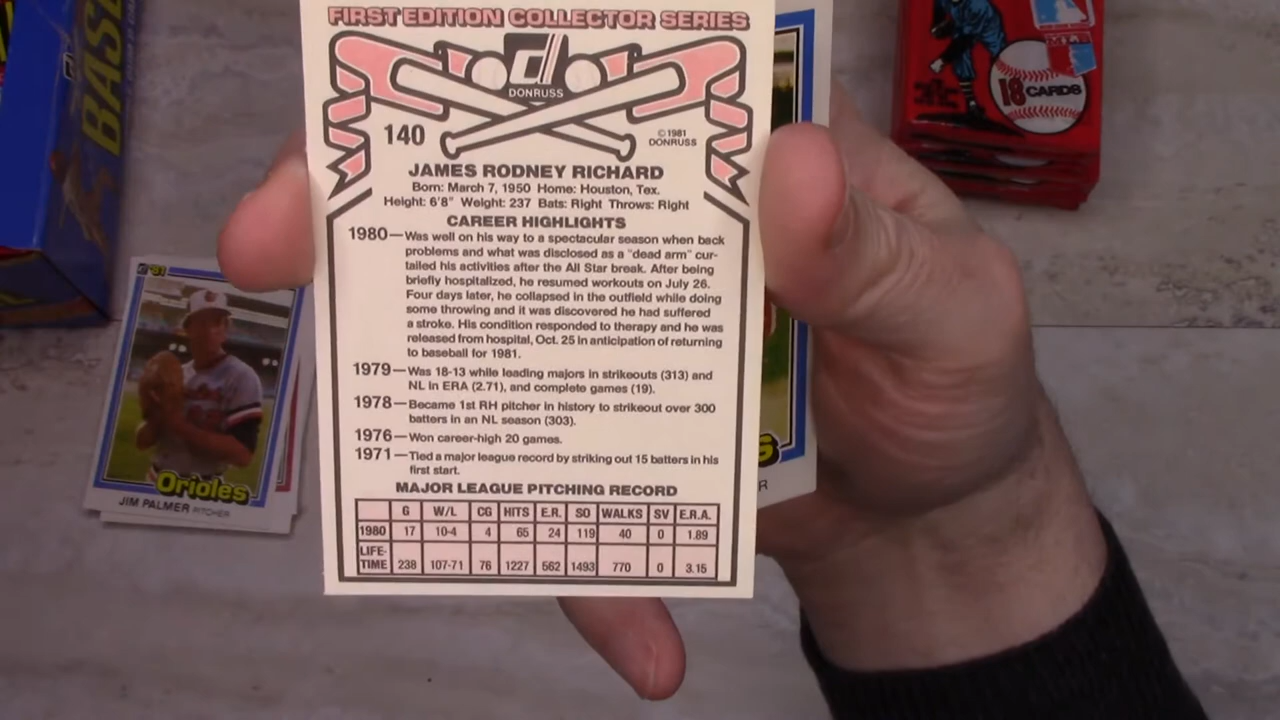 FIRST EDITION COLLECTOR SERIES
d
DONRUSS
140
©1981
DONRUSS
JAMES RODNEY RICHARD
Born: March 7, 1950 Home: Houston, Tex.
Height: 6'8" Weight: 237 Bats: Right Throws: Right
CAREER HIGHLIGHTS
1980—Was well on his way to a spectacular season when back
problems and what was disclosed as a "dead arm" cur-
tailed his activities after the All Star break. After being
briefly hospitalized, he resumed workouts on July 26.
Four days later, he collapsed in the outfield while doing
some throwing and it was discovered he had suffered
a stroke. His condition responded to therapy and he was
released from hospital, Oct. 25 in anticipation of returning
to baseball for 1981.
1979—Was 18-13 while leading majors in strikeouts (313) and
NL in ERA (2.71), and complete games (19).
1978—Became 1st RH pitcher in history to strikeout over 300
batters in an NL season (303).
1976—Won career-high 20 games.
1971—Tied a major league record by striking out 15 batters in his
first start.
MAJOR LEAGUE PITCHING RECORD
G W/L CG HITS E.R. SO WALKS SV E.R.A.
1980 17 10-4 4 65 24 119 40 0 1.89
LIFE-
TIME 238 107-71 76 1227 562 1493 770 0 3.15
BASE
'81
Orioles
JIM PALMER PITCHER
18 CARDS
S
R